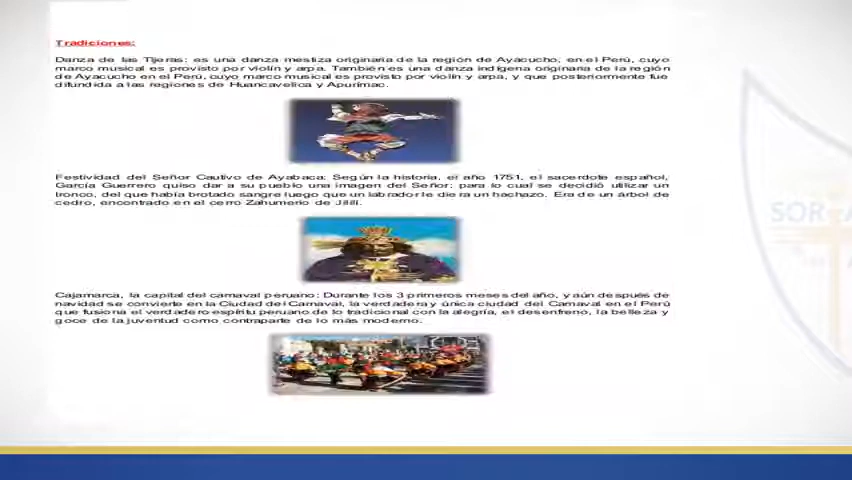 Tradiciones:
Danza de las Tijeras: es una danza mestiza originaria de la región de Ayacucho, en el Perú, cuyo
marco musical es provisto por violín y arpa. También es una danza indígena originaria de la región
de Ayacucho en el Perú, cuyo marco musical es provisto por violín y arpa, y que posteriormente fue
difundida a las regiones de Huancavelica y Apurímac.
Festividad del Señor Cautivo de Ayabaca: Según la historia, el año 1751, el sacerdote español,
García Guerrero quiso dar a su pueblo una imagen del Señor; para lo cual se decidió utilizar un
tronco, del que había brotado sangre luego que un labrador le diera un hachazo. Era de un árbol de
cedro, encontrado en el cerro Zahumerio de Jililí.
Cajamarca, la capital del carnaval peruano: Durante los 3 primeros meses del año, y aún después de
navidad se convierte en la Ciudad del Carnaval, la verdadera y única ciudad del Carnaval en el Perú
que fusiona el verdadero espíritu peruano de lo tradicional con la alegría, el desenfreno, la belleza y
goce de la juventud como contraparte de lo más moderno.
SOR